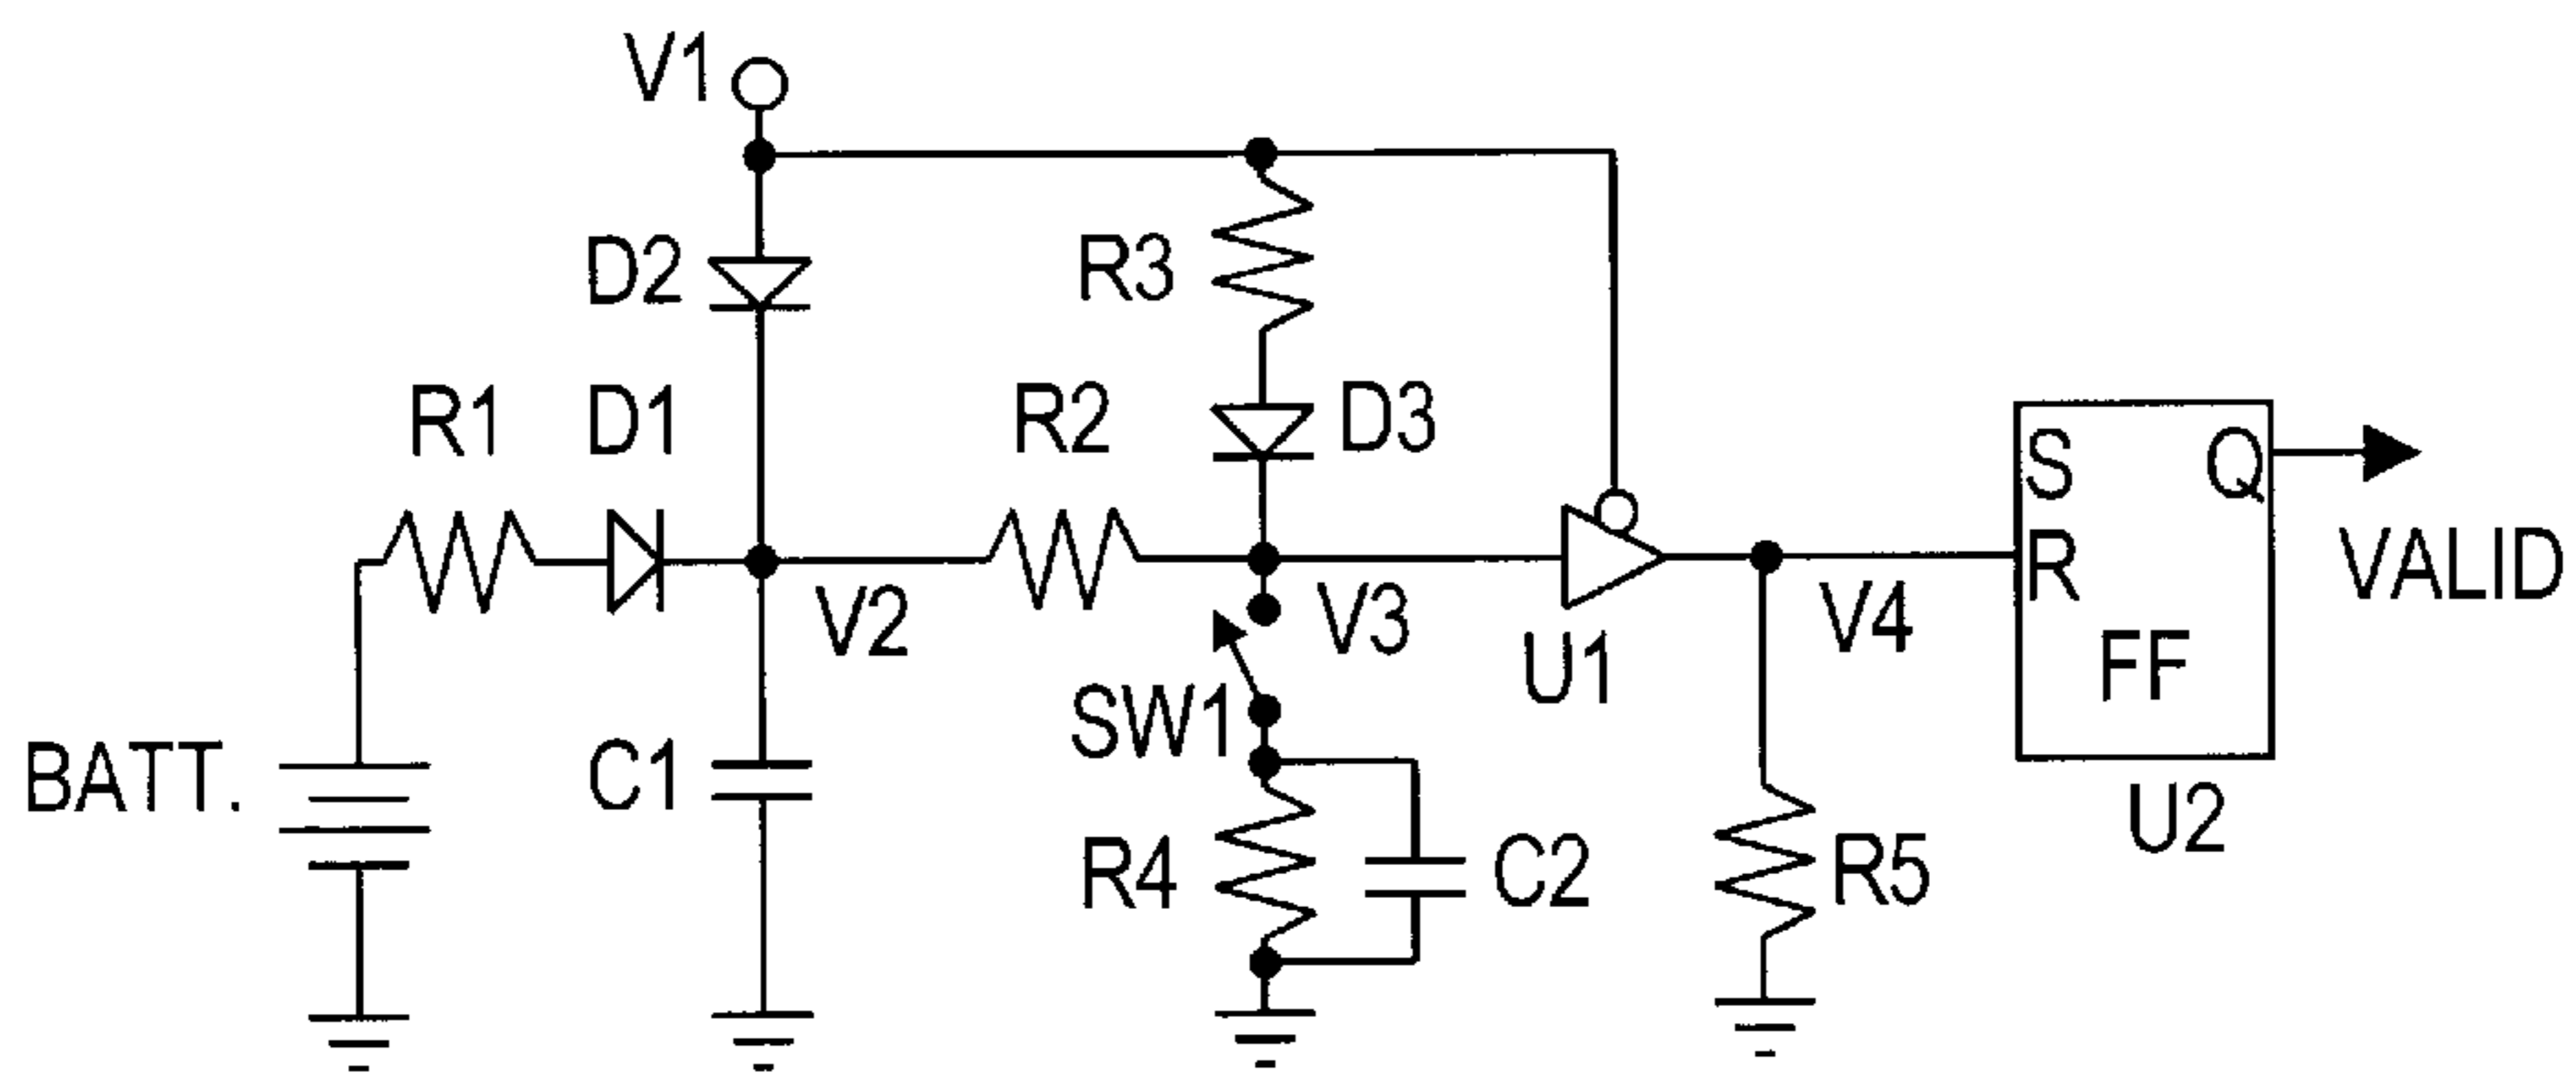 V1
D2
R3
R1
D1
R2
D3
S
Q
R
FF
VALID
V2
V3
U1
V4
SW1
BATT.
C1
R4
C2
R5
U2